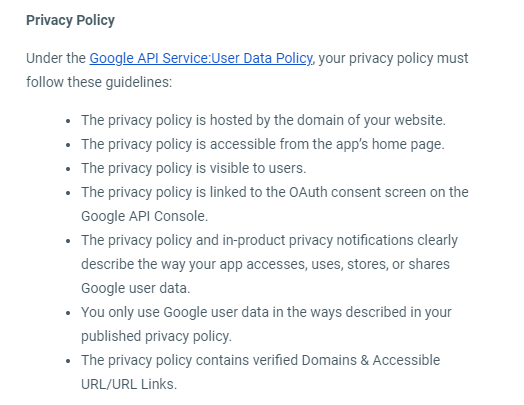 Privacy Policy
Under the Google API Service:User Data Policy, your privacy policy must
follow these guidelines:
• The privacy policy is hosted by the domain of your website.
• The privacy policy is accessible from the app's home page.
• The privacy policy is visible to users.
• The privacy policy is linked to the OAuth consent screen on the
Google API Console.
• The privacy policy and in-product privacy notifications clearly
describe the way your app accesses, uses, stores, or shares
Google user data.
• You only use Google user data in the ways described in your
published privacy policy.
• The privacy policy contains verified Domains & Accessible
URL/URL Links.